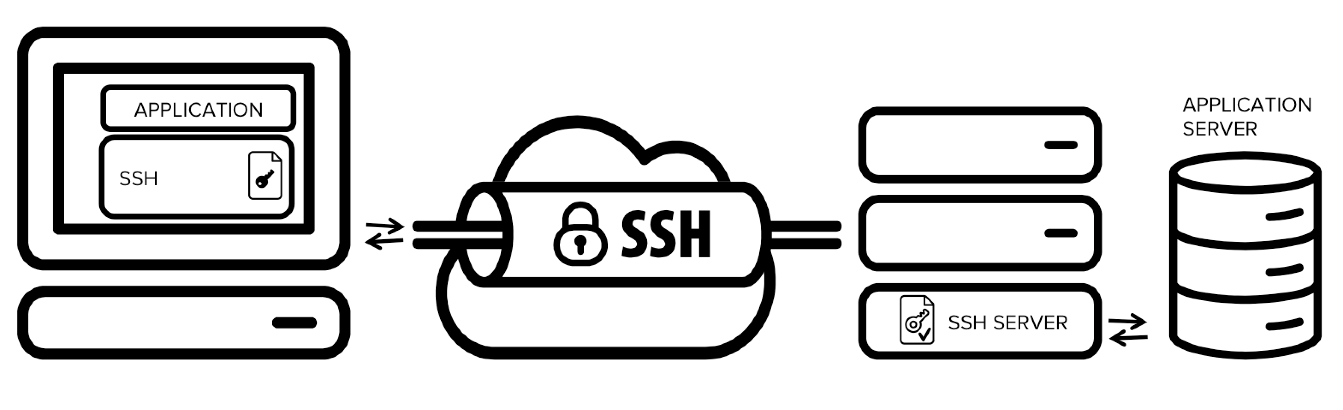 APPLICATION
SSH
SSH
SSH SERVER
APPLICATION
SERVER